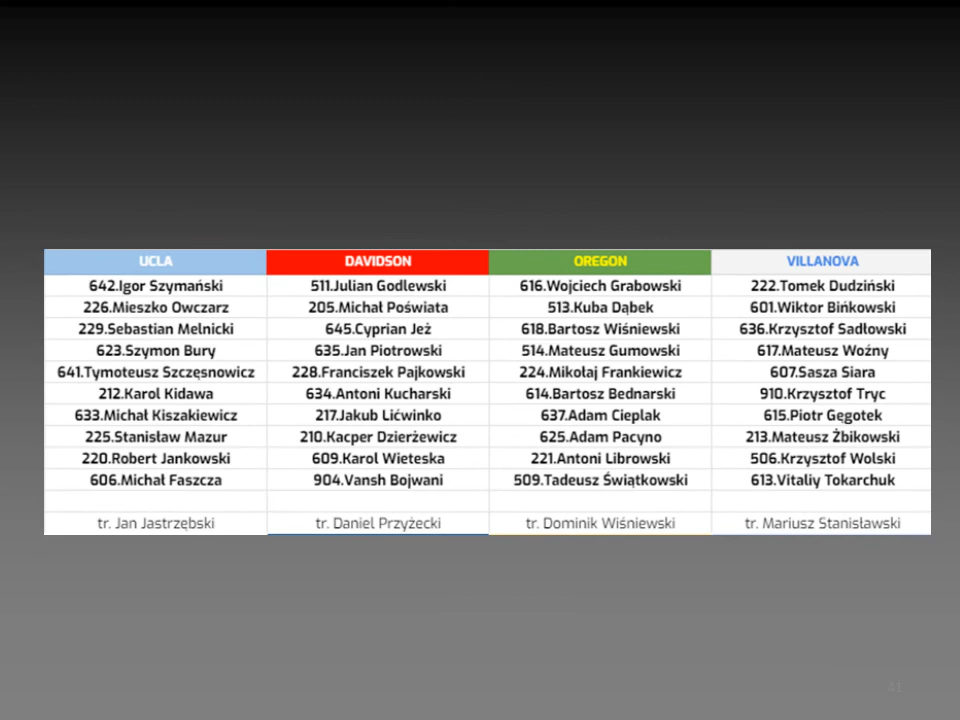 UCLA DAVIDSON OREGON VILLANOVA
642.Igor Szymański 511.Julian Godlewski 616.Wojciech Grabowski 222.Tomek Dudziński
226.Mieszko Owczarz 205.Michał Poświata 513.Kuba Dąbek 601.Wiktor Bińkowski
229.Sebastian Melnicki 645.Cyprian Jeż 618.Bartosz Wiśniewski 636.Krzysztof Sadłowski
623.Szymon Bury 635.Jan Piotrowski 514.Mateusz Gumowski 617.Mateusz Woźny
641.Tymoteusz Szczęsnowicz 228.Franciszek Pajkowski 224.Mikołaj Frankiewicz 607.Sasza Siara
212.Karol Kidawa 634.Antoni Kucharski 614.Bartosz Bednarski 910.Krzysztof Tryc
633.Michał Kiszakiewicz 217.Jakub Lićwinko 637.Adam Cieplak 615.Piotr Gęgotek
225.Stanisław Mazur 210.Kacper Dzierżewicz 625.Adam Pacyno 213.Mateusz Żbikowski
220.Robert Jankowski 609.Karol Wieteska 221.Antoni Librowski 506.Krzysztof Wolski
606.Michał Faszcza 904.Vansh Bojwani 509.Tadeusz Świątkowski 613.Vitaliy Tokarchuk
tr. Jan Jastrzębski tr. Daniel Przyżecki tr. Dominik Wiśniewski tr. Mariusz Stanisławski
41